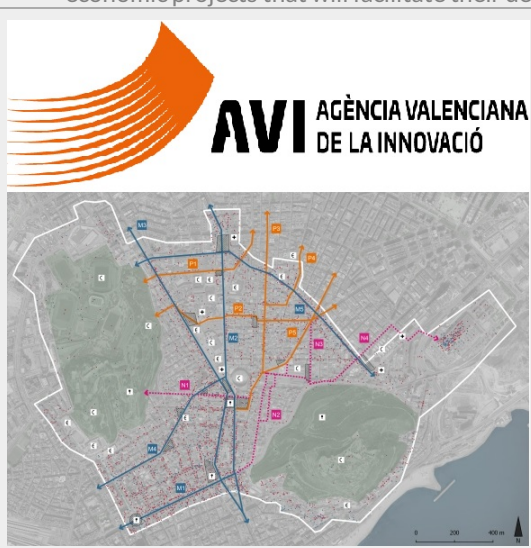 AVI AGÈNCIA VALENCIANA
DE LA INNOVACIÓ
P3
M3
P4
P1
M5
P2
M2
P5
N3
N4
N1
N2
M4
M1
0 200 400 m
N